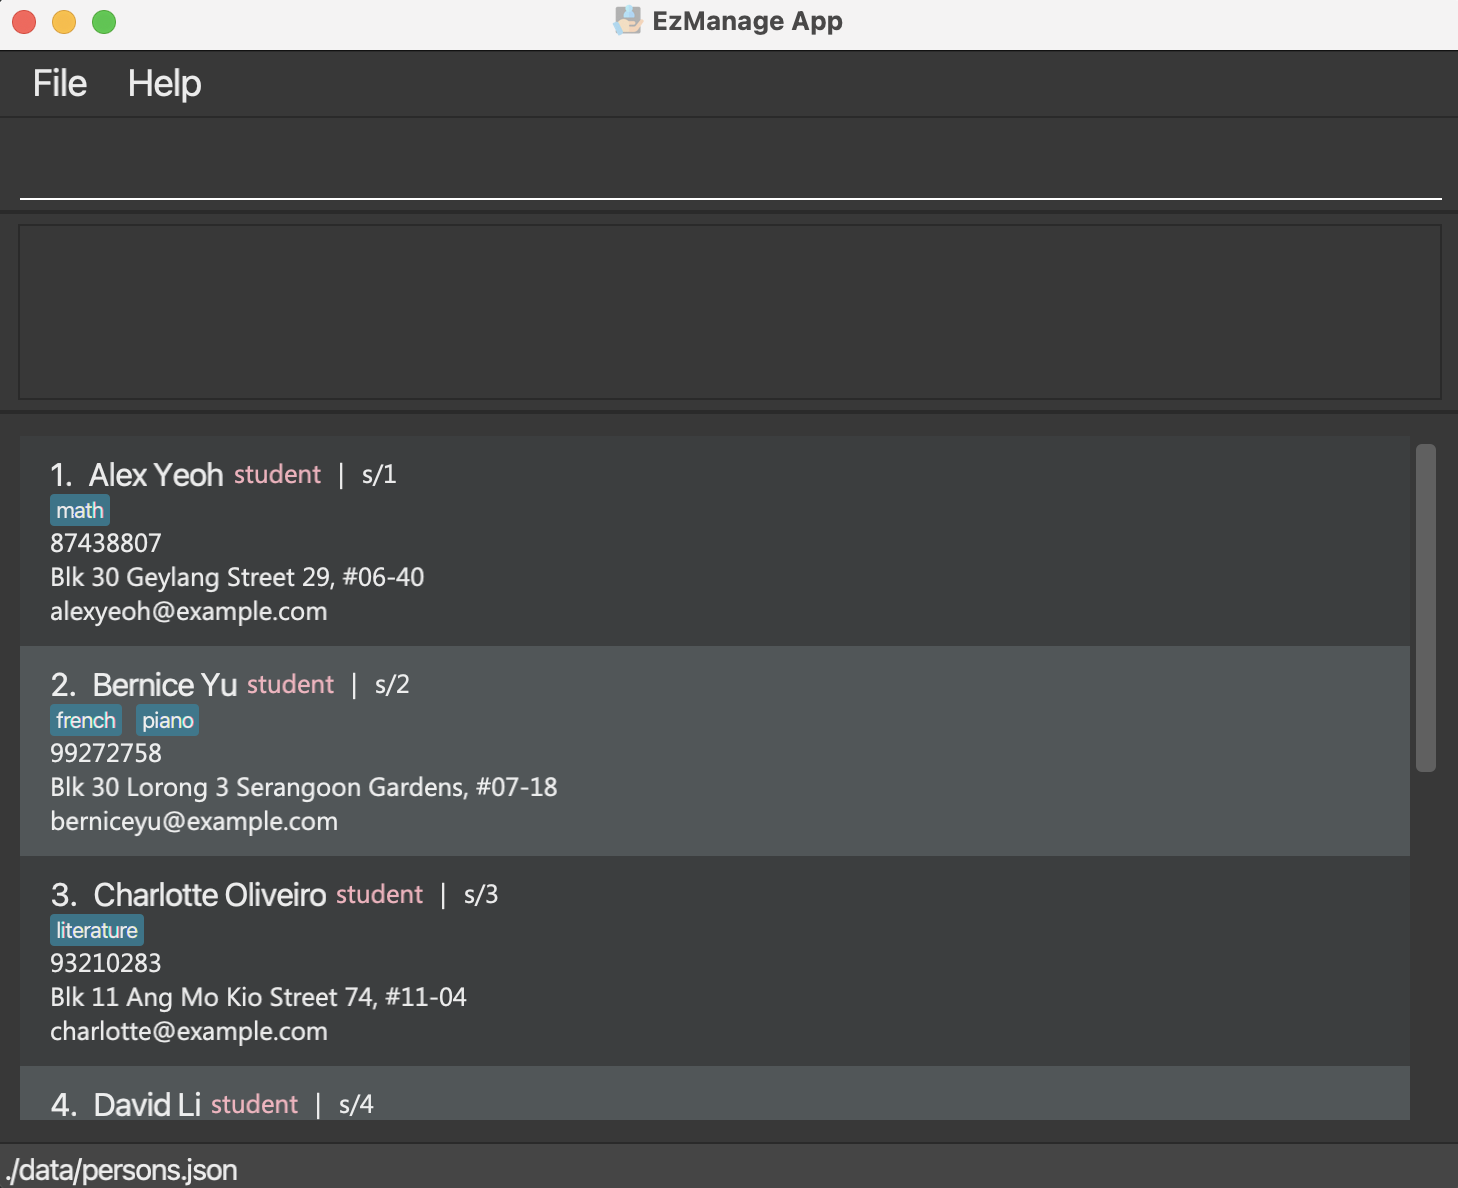 EzManage App
File Help
1. Alex Yeoh student | s/1
math
87438807
Blk 30 Geylang Street 29, #06-40
alexyeoh@example.com
2. Bernice Yu student | s/2
french piano
99272758
Blk 30 Lorong 3 Serangoon Gardens, #07-18
berniceyu@example.com
3. Charlotte Oliveiro student | s/3
literature
93210283
Blk 11 Ang Mo Kio Street 74, #11-04
charlotte@example.com
4. David Li student | s/4
./data/persons.json